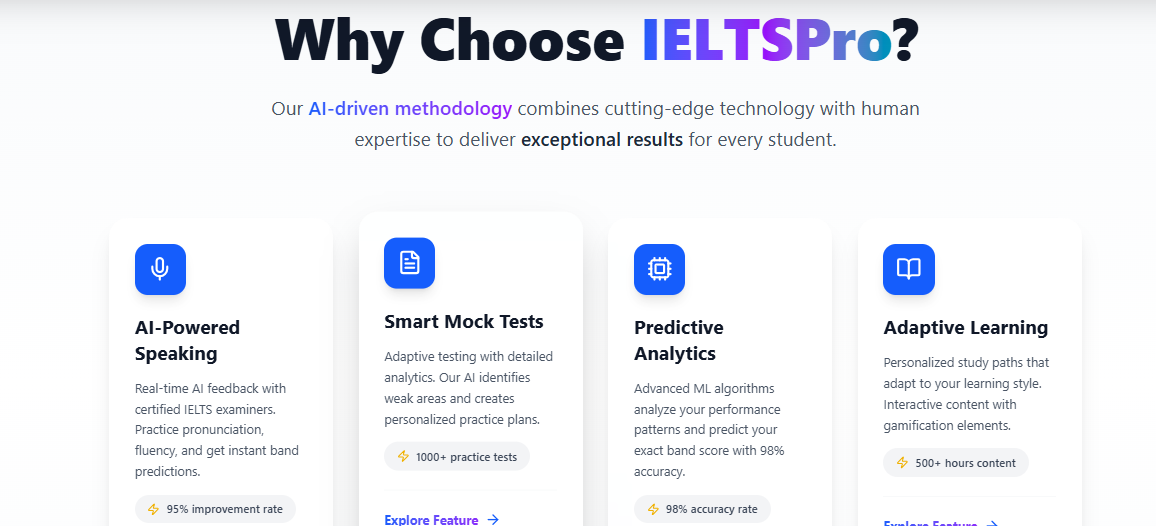 Why Choose IELTSPro?
Our AI-driven methodology combines cutting-edge technology with human
expertise to deliver exceptional results for every student.
AI-Powered
Speaking
Real-time AI feedback with
certified IELTS examiners.
Practice pronunciation,
fluency, and get instant band
predictions.
95% improvement rate
Smart Mock Tests
Adaptive testing with detailed
analytics. Our AI identifies
weak areas and creates
personalized practice plans.
1000+ practice tests
Explore Feature →
Predictive
Analytics
Advanced ML algorithms
analyze your performance
patterns and predict your
exact band score with 98%
accuracy.
98% accuracy rate
Adaptive Learning
Personalized study paths that
adapt to your learning style.
Interactive content with
gamification elements.
500+ hours content
Explore Feature →